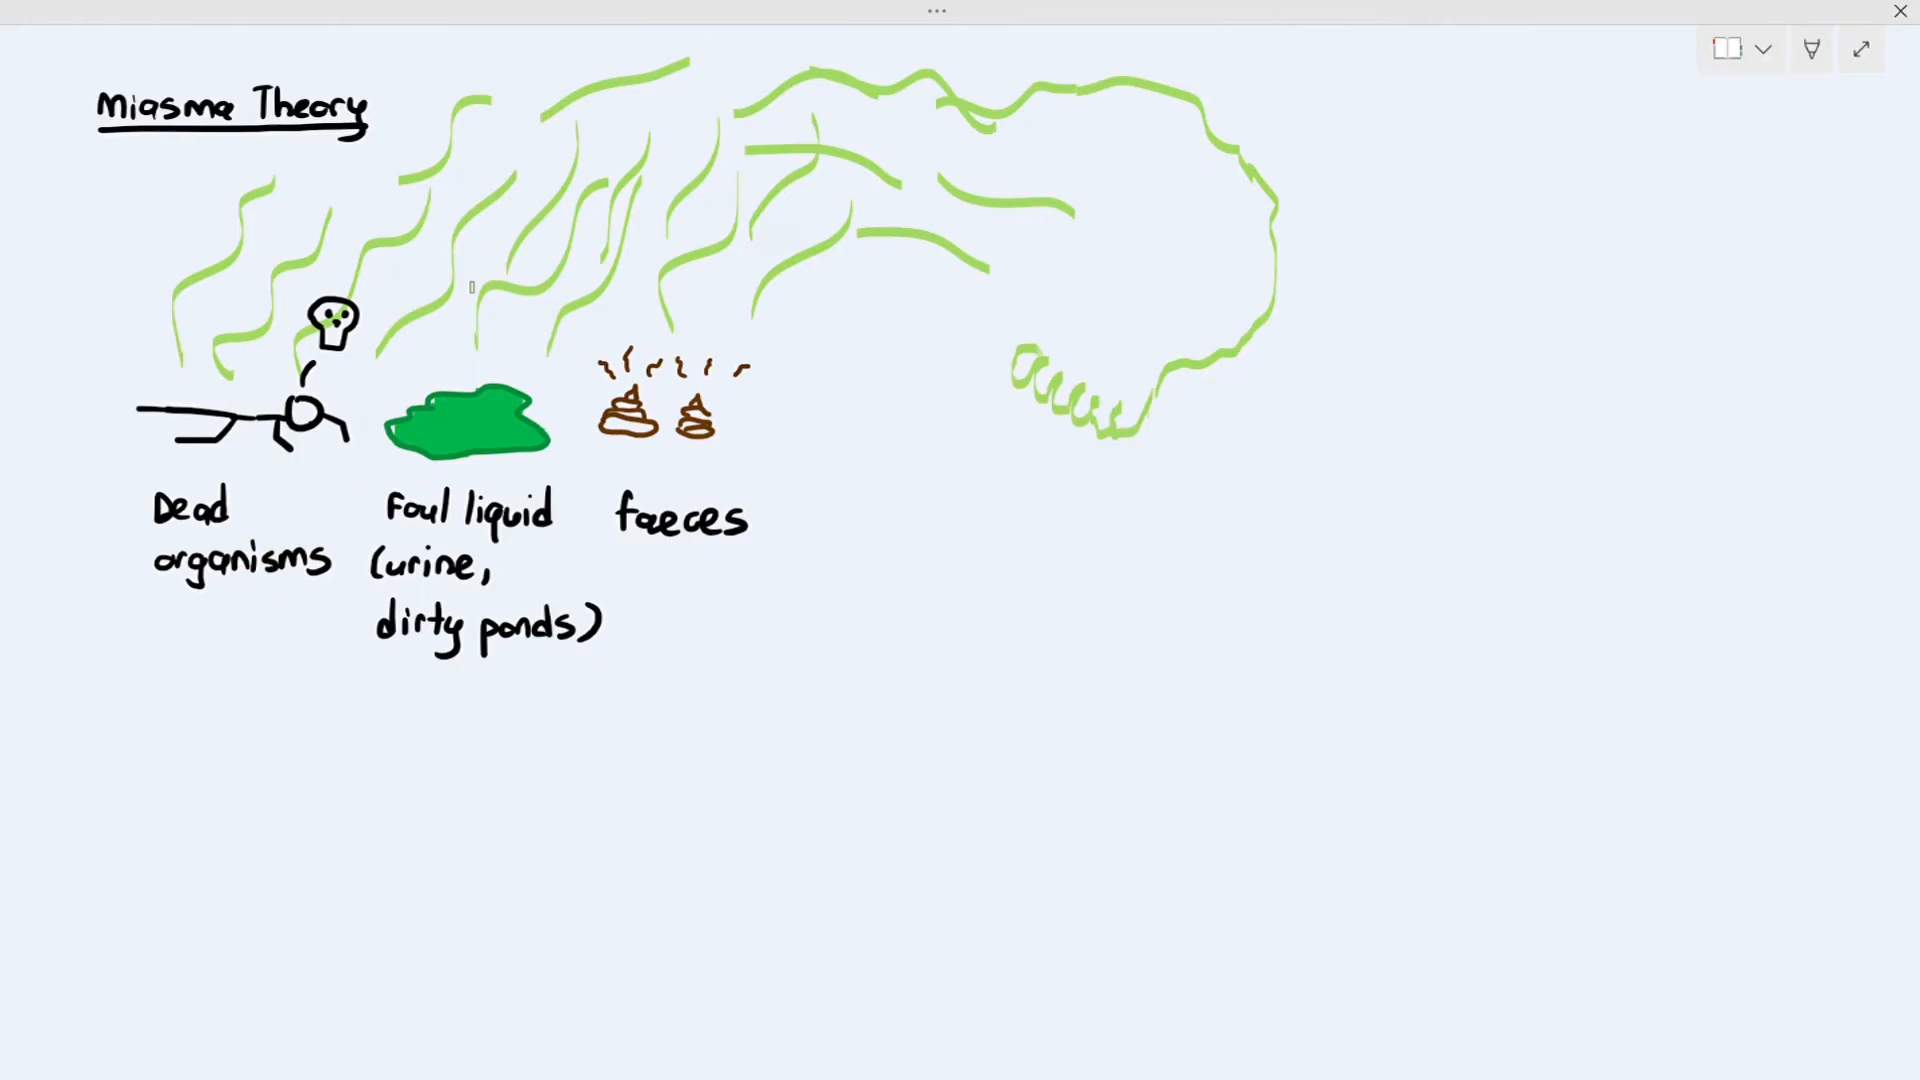 Miasma Theory
Dead
organisms
Foul liquid
(urine,
dirty ponds)
faeces